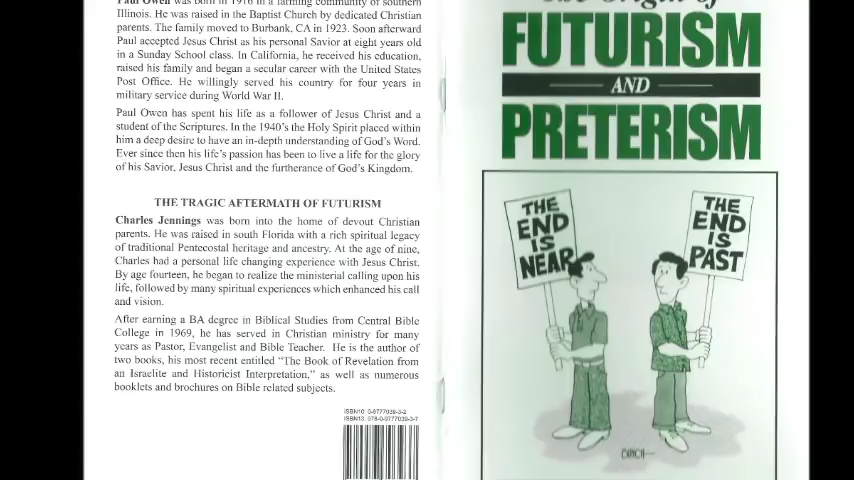 Paul Owen was born in 1916 in a farming community of southern
Illinois. He was raised in the Baptist Church by dedicated Christian
parents. The family moved to Burbank, CA in 1923. Soon afterward
Paul accepted Jesus Christ as his personal Savior at eight years old
in a Sunday School class. In California, he received his education,
raised his family and began a secular career with the United States
Post Office. He willingly served his country for four years in
military service during World War II.
Paul Owen has spent his life as a follower of Jesus Christ and a
student of the Scriptures. In the 1940's the Holy Spirit placed within
him a deep desire to have an in-depth understanding of God's Word.
Ever since then his life's passion has been to live a life for the glory
of his Savior, Jesus Christ and the furtherance of God's Kingdom.
THE TRAGIC AFTERMATH OF FUTURISM
Charles Jennings was born into the home of devout Christian
parents. He was raised in south Florida with a rich spiritual legacy
of traditional Pentecostal heritage and ancestry. At the age of nine,
Charles had a personal life changing experience with Jesus Christ.
By age fourteen, he began to realize the ministerial calling upon his
life, followed by many spiritual experiences which enhanced his call
and vision.
After earning a BA degree in Biblical Studies from Central Bible
College in 1969, he has served in Christian ministry for many
years as Pastor, Evangelist and Bible Teacher. He is the author of
two books, his most recent entitled “The Book of Revelation from
an Israelite and Historicist Interpretation,” as well as numerous
booklets and brochures on Bible related subjects.
ISBN10: 0-9777039-3-2
ISBN13: 978-0-9777039-3-7
The Origin of
FUTURISM
AND
PRETERISM
THE
END
IS
NEAR
THE
END
IS
PAST